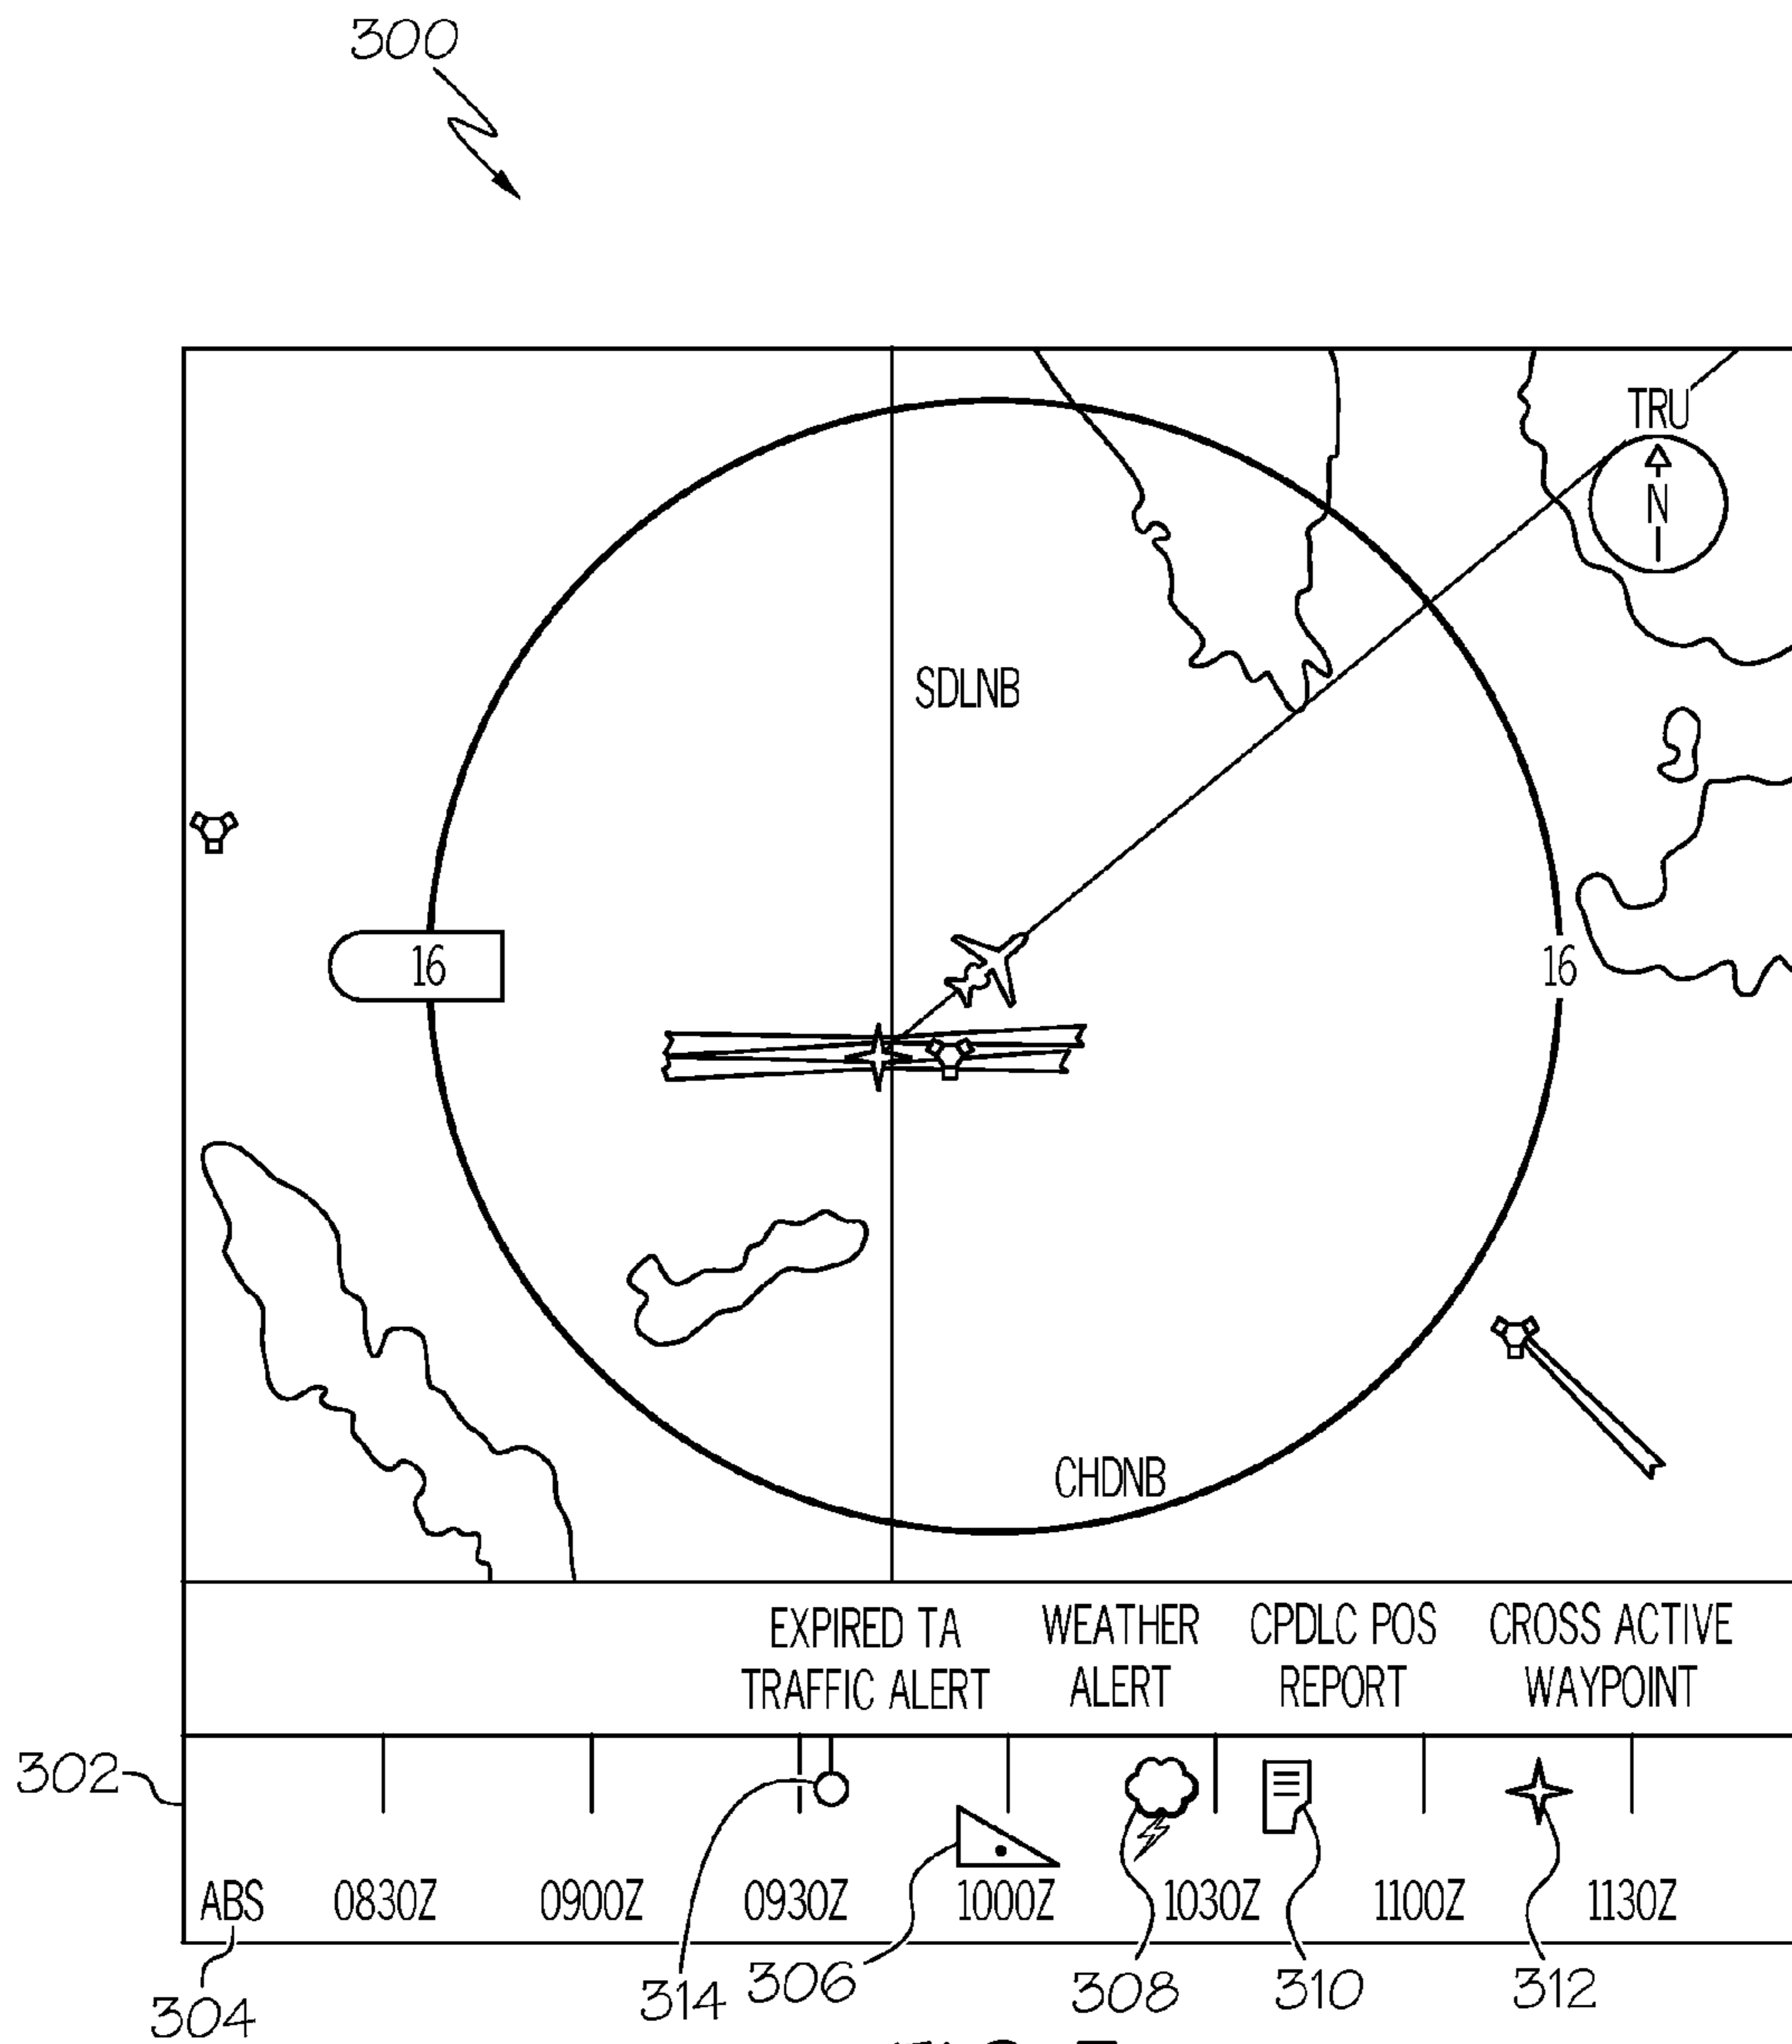 300
TRU
N
SDLNB
16
16
CHDNB
EXPIRED TA
TRAFFIC ALERT
WEATHER
ALERT
CPDLC POS
REPORT
CROSS ACTIVE
WAYPOINT
302
ABS 0830Z 0900Z 0930Z 1000Z 1030Z 1100Z 1130Z
304
314
306
308
310
312